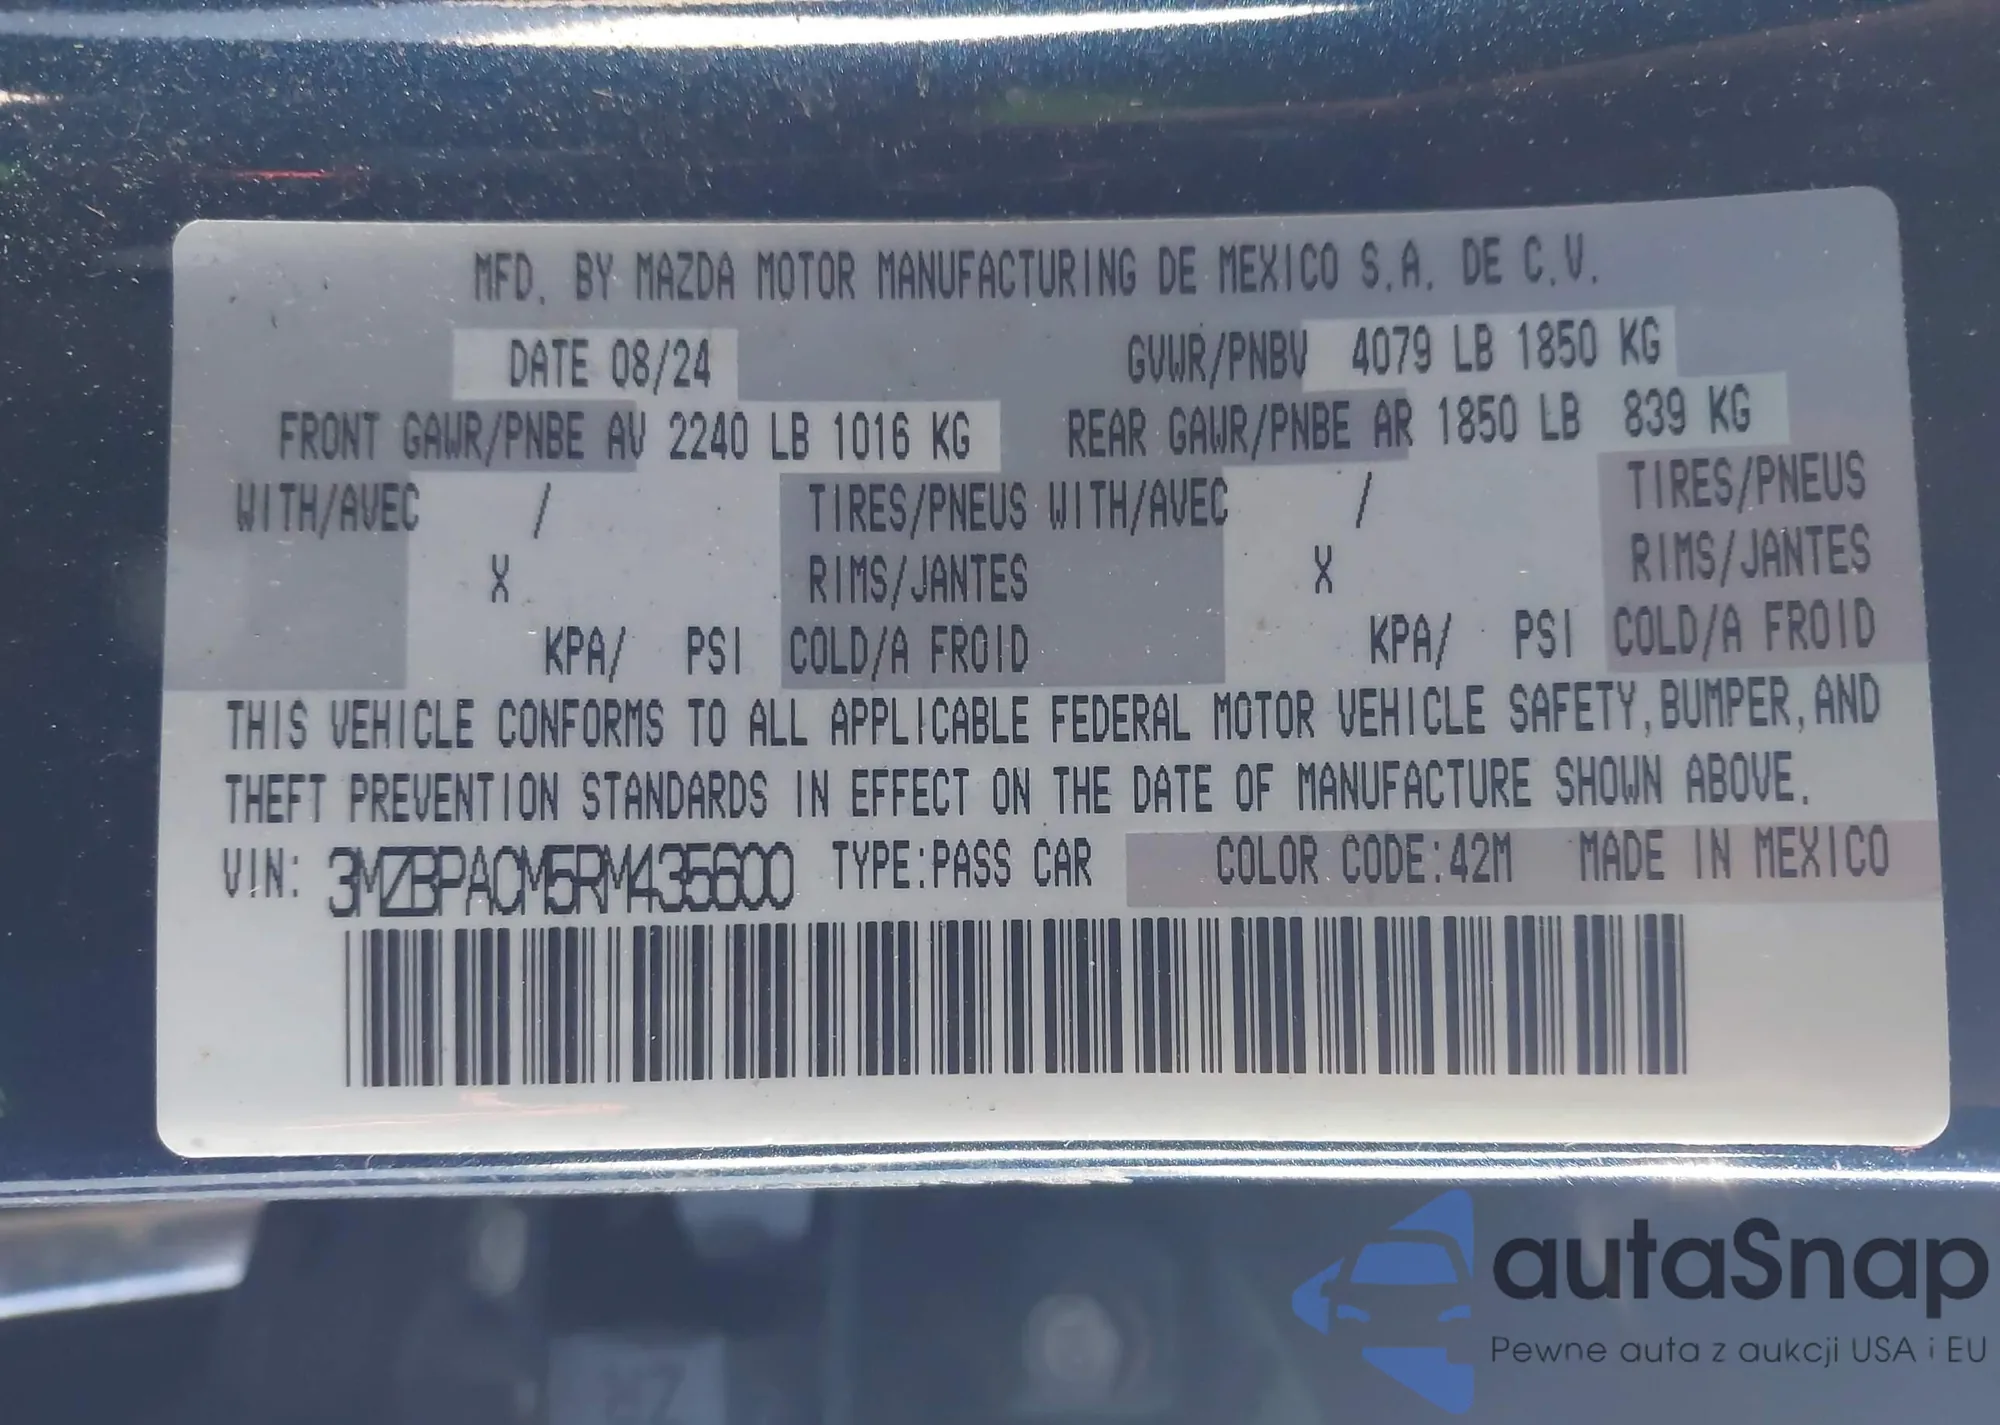 MFD. BY MAZDA MOTOR MANUFACTURING DE MEXICO S.A. DE C.V.
DATE 08/24 GVWR/PNBV 4079 LB 1850 KG
FRONT GAWR/PNBE AV 2240 LB 1016 KG REAR GAWR/PNBE AR 1850 LB 839 KG
WITH/AVEC / TIRES/PNEUS WITH/AVEC / TIRES/PNEUS
X RIMS/JANTES X RIMS/JANTES
KPA/ PSI COLD/A FROID KPA/ PSI COLD/A FROID
THIS VEHICLE CONFORMS TO ALL APPLICABLE FEDERAL MOTOR VEHICLE SAFETY, BUMPER, AND
THEFT PREVENTION STANDARDS IN EFFECT ON THE DATE OF MANUFACTURE SHOWN ABOVE.
VIN: 3MZBPACM5RM435600 TYPE:PASS CAR COLOR CODE:42M MADE IN MEXICO
autaSnap
Pewne auta z aukcji USA i EU